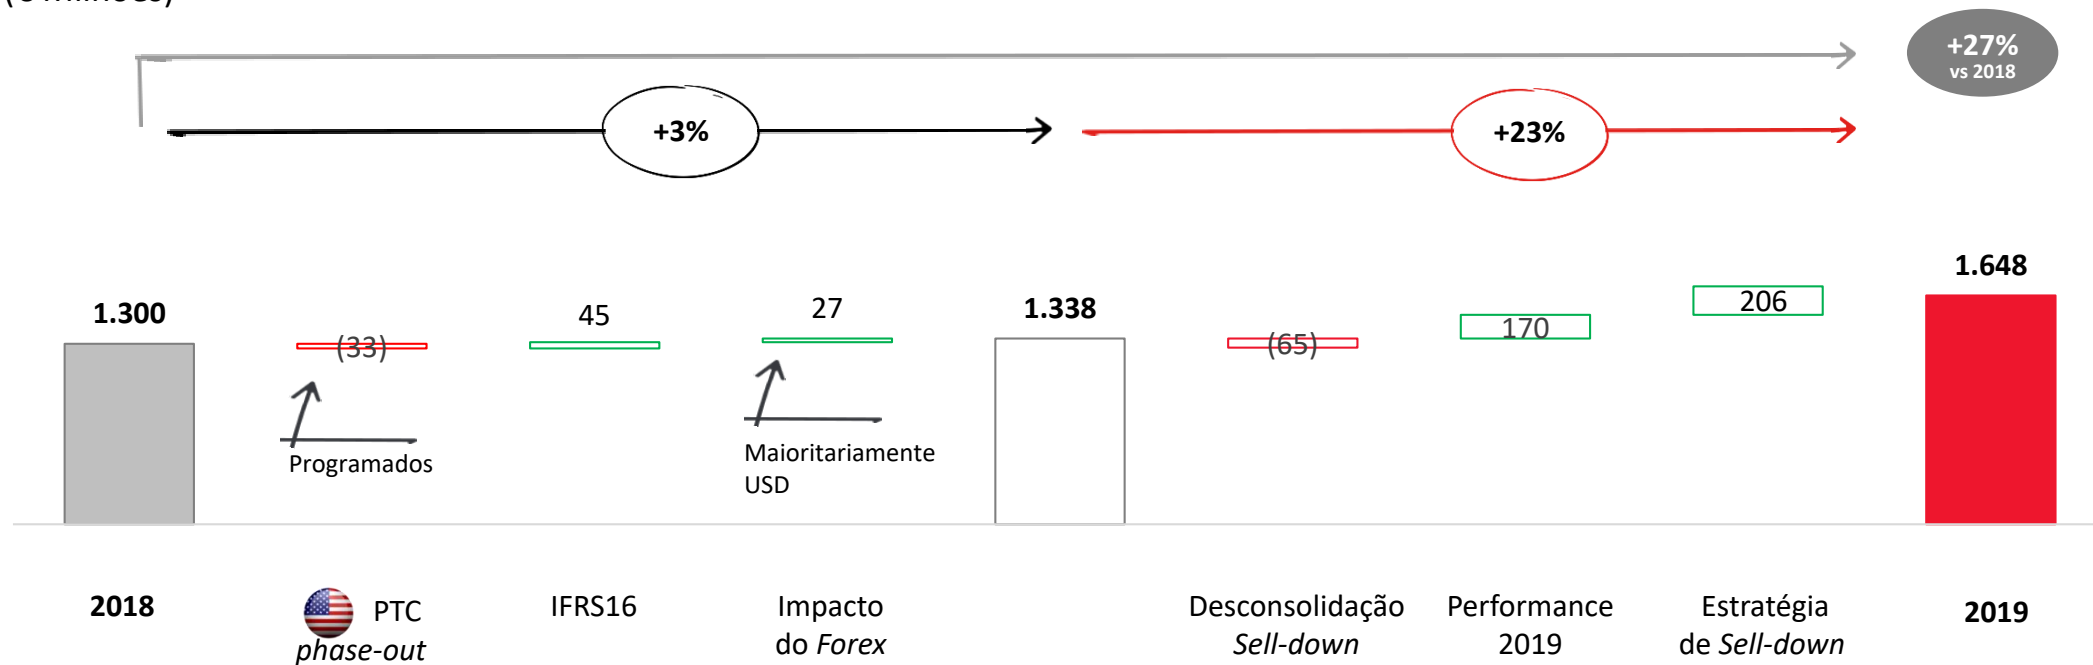 +27%
vs 2018
+3%
+23%
1.300
(33)
45
27
1.338
(65)
170
206
1.648
Programados
Maioritariamente
USD
2018
PTC
phase-out
IFRS16
Impacto
do Forex
Desconsolidação
Sell-down
Performance
2019
Estratégia
de Sell-down
2019